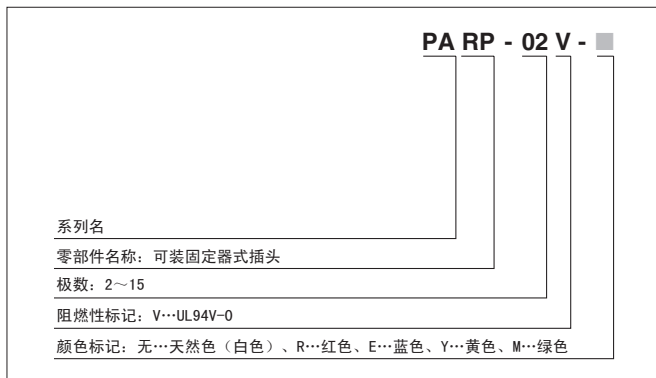 PA RP - 02 V - ■
系列名
零部件名称: 可装固定器式插头
极数: 2～15
阻燃性标记: V…UL94V-0
颜色标记: 无…天然色（白色）、R…红色、E…蓝色、Y…黄色、M…绿色